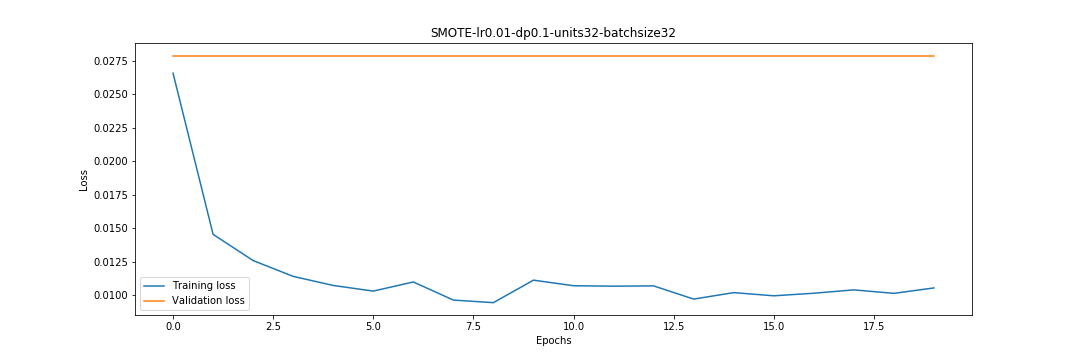 SMOTE-lr0.01-dp0.1-units32-batchsize32
0.0275
0.0250
0.0225
0.0200
0.0175
0.0150
0.0125
0.0100
Loss
Training loss
Validation loss
0.0 2.5 5.0 7.5 10.0 12.5 15.0 17.5
Epochs